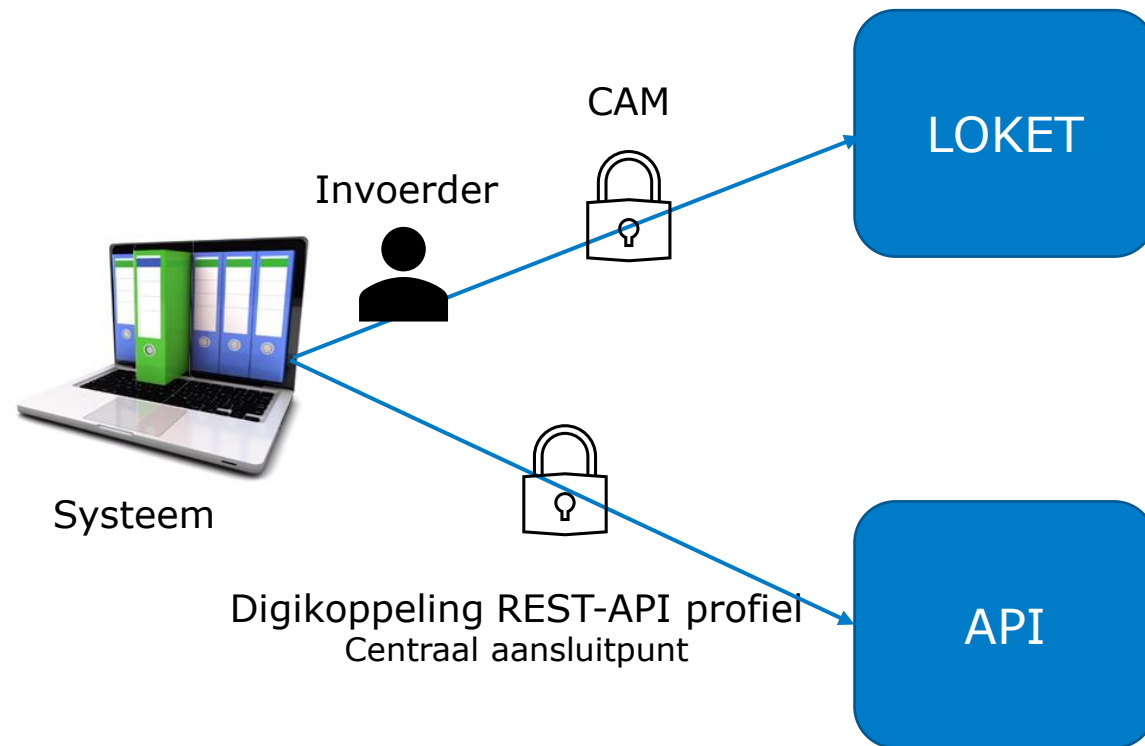 CAM
LOKET
Invoerder
Systeem
Digikoppeling REST-API profiel
Centraal aansluitpunt
API